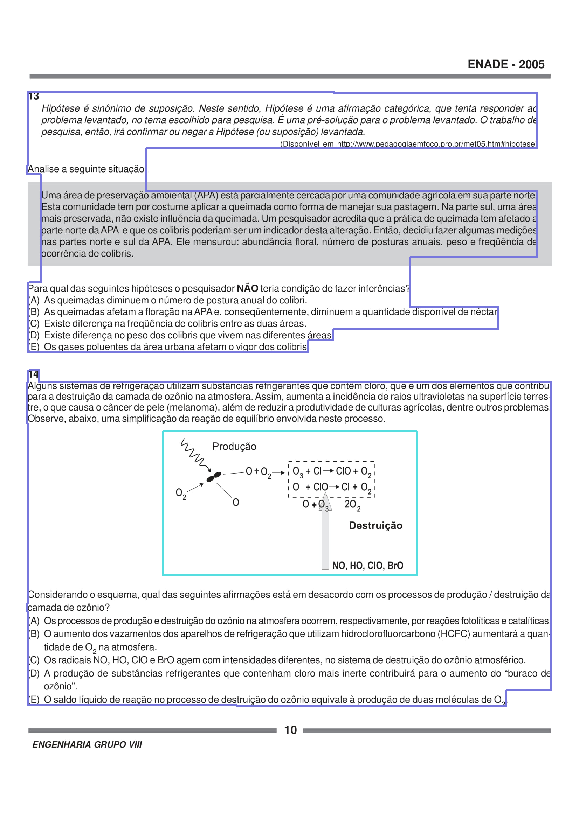 ENADE - 2005
13
Hipótese é sinônimo de suposição. Neste sentido, Hipótese é uma afirmação categórica, que tenta responder ao
problema levantado, no tema escolhido para pesquisa. É uma pré-solução para o problema levantado. O trabalho de
pesquisa, então, irá confirmar ou negar a Hipótese (ou suposição) levantada.
(Disponível em http://www.pedagogiaemfoco.pro.br/met05.htm#hipotese)
Analise a seguinte situação
Uma área de preservação ambiental (APA) está parcialmente cercada por uma comunidade agrícola em sua parte norte.
Esta comunidade tem por costume aplicar a queimada como forma de manejar sua pastagem. Na parte sul, uma área
mais preservada, não existe influência da queimada. Um pesquisador acredita que a prática de queimada tem afetado a
parte norte da APA, e que os colibris poderiam ser um indicador desta alteração. Então, decidiu fazer algumas medições
nas partes norte e sul da APA. Ele mensurou: abundância floral, número de posturas anuais, peso e freqüência de
ocorrência de colibris.
Para qual das seguintes hipóteses o pesquisador NÃO teria condição de fazer inferências?
(A) As queimadas diminuem o número de postura anual do colibri.
(B) As queimadas afetam a floração na APA e, conseqüentemente, diminuem a quantidade disponível de néctar.
(C) Existe diferença na freqüência de colibris entre as duas áreas.
(D) Existe diferença no peso dos colibris que vivem nas diferentes áreas.
(E) Os gases poluentes da área urbana afetam o vigor dos colibris.
14
Alguns sistemas de refrigeração utilizam substâncias refrigerantes que contêm cloro, que é um dos elementos que contribui
para a destruição da camada de ozônio na atmosfera. Assim, aumenta a incidência de raios ultravioletas na superfície terres-
tre, o que causa o câncer de pele (melanoma), além de reduzir a produtividade de culturas agrícolas, dentre outros problemas.
Observe, abaixo, uma simplificação da reação de equilíbrio envolvida neste processo.
Produção
O + O2 O3 + Cl → ClO + O2
O + ClO → Cl + O2
O2 O O + O3 2O2
Destruição
NO, HO, ClO, BrO
Considerando o esquema, qual das seguintes afirmações está em desacordo com os processos de produção / destruição da
camada de ozônio?
(A) Os processos de produção e destruição do ozônio na atmosfera ocorrem, respectivamente, por reações fotolíticas e catalíticas.
(B) O aumento dos vazamentos dos aparelhos de refrigeração que utilizam hidroclorofluorcarbono (HCFC) aumentará a quan-
tidade de O2 na atmosfera.
(C) Os radicais NO, HO, ClO e BrO agem com intensidades diferentes, no sistema de destruição do ozônio atmosférico.
(D) A produção de substâncias refrigerantes que contenham cloro mais inerte contribuirá para o aumento do “buraco de
ozônio”.
(E) O saldo líquido de reação no processo de destruição do ozônio equivale à produção de duas moléculas de O2.
10
ENGENHARIA GRUPO VIII